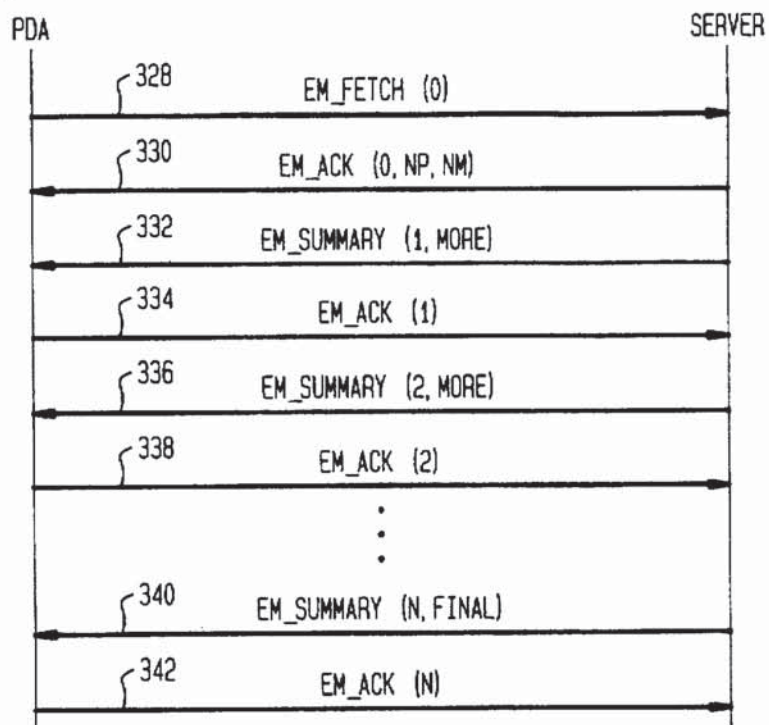 PDA
SERVER
328
EM_FETCH (0)
330
EM_ACK (0, NP, NM)
332
EM_SUMMARY (1, MORE)
334
EM_ACK (1)
336
EM_SUMMARY (2, MORE)
338
EM_ACK (2)
340
EM_SUMMARY (N, FINAL)
342
EM_ACK (N)